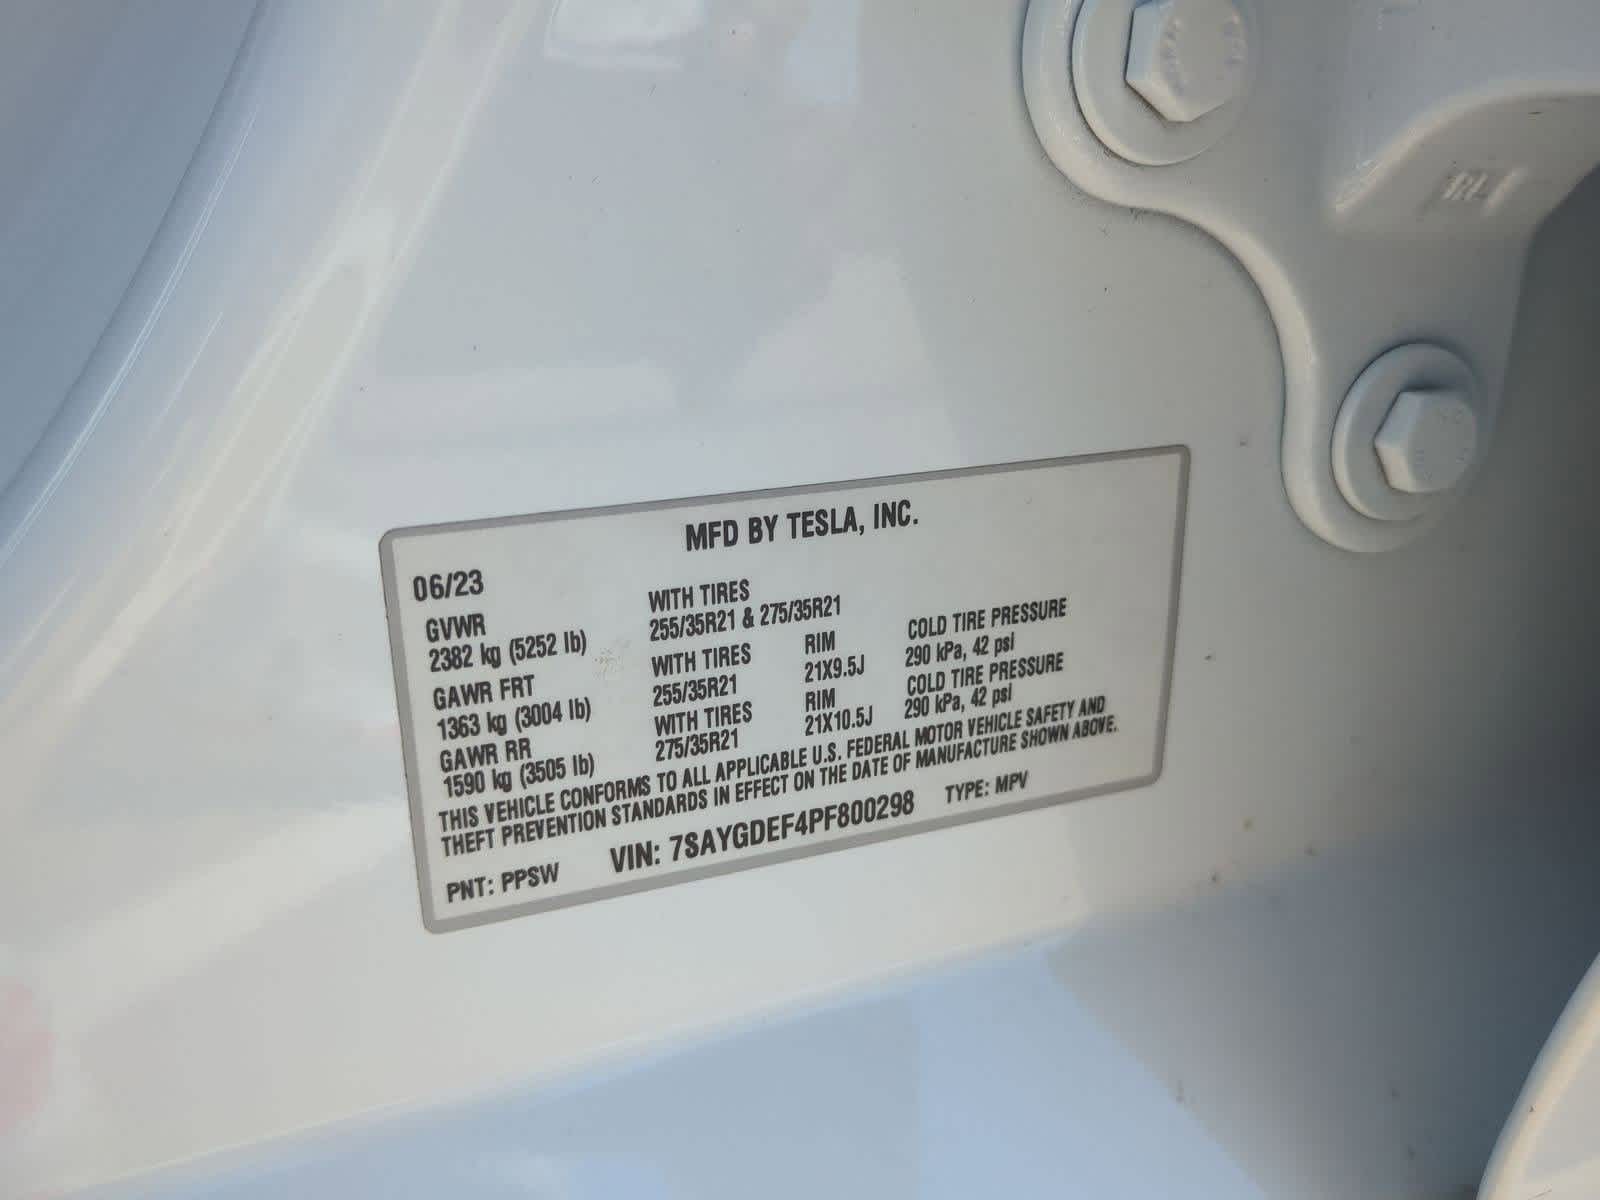 MFD BY TESLA, INC.
06/23
GVWR
2382 kg (5252 lb)
WITH TIRES
255/35R21 & 275/35R21
GAWR FRT
1363 kg (3004 lb)
WITH TIRES
255/35R21
RIM
21X9.5J
COLD TIRE PRESSURE
290 kPa, 42 psi
GAWR RR
1590 kg (3505 lb)
WITH TIRES
275/35R21
RIM
21X10.5J
COLD TIRE PRESSURE
290 kPa, 42 psi
THIS VEHICLE CONFORMS TO ALL APPLICABLE U.S. FEDERAL MOTOR VEHICLE SAFETY AND
THEFT PREVENTION STANDARDS IN EFFECT ON THE DATE OF MANUFACTURE SHOWN ABOVE.
PNT: PPSW VIN: 7SAYGDEF4PF800298 TYPE: MPV